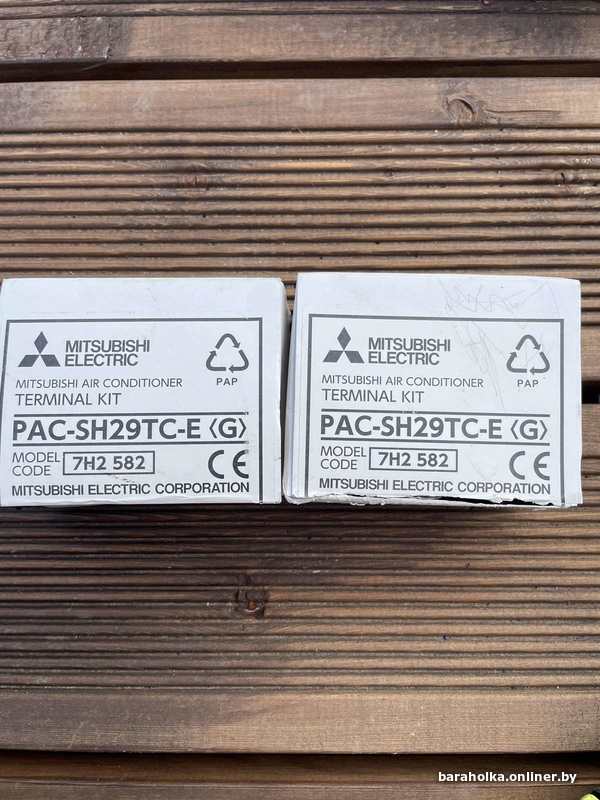 MITSUBISHI
ELECTRIC
PAP
MITSUBISHI AIR CONDITIONER
TERMINAL KIT
PAC-SH29TC-E ⟨G⟩
MODEL
CODE
7H2 582
CE
MITSUBISHI ELECTRIC CORPORATION
MITSUBISHI
ELECTRIC
PAP
MITSUBISHI AIR CONDITIONER
TERMINAL KIT
PAC-SH29TC-E ⟨G⟩
MODEL
CODE
7H2 582
CE
MITSUBISHI ELECTRIC CORPORATION
baraholka.onliner.by